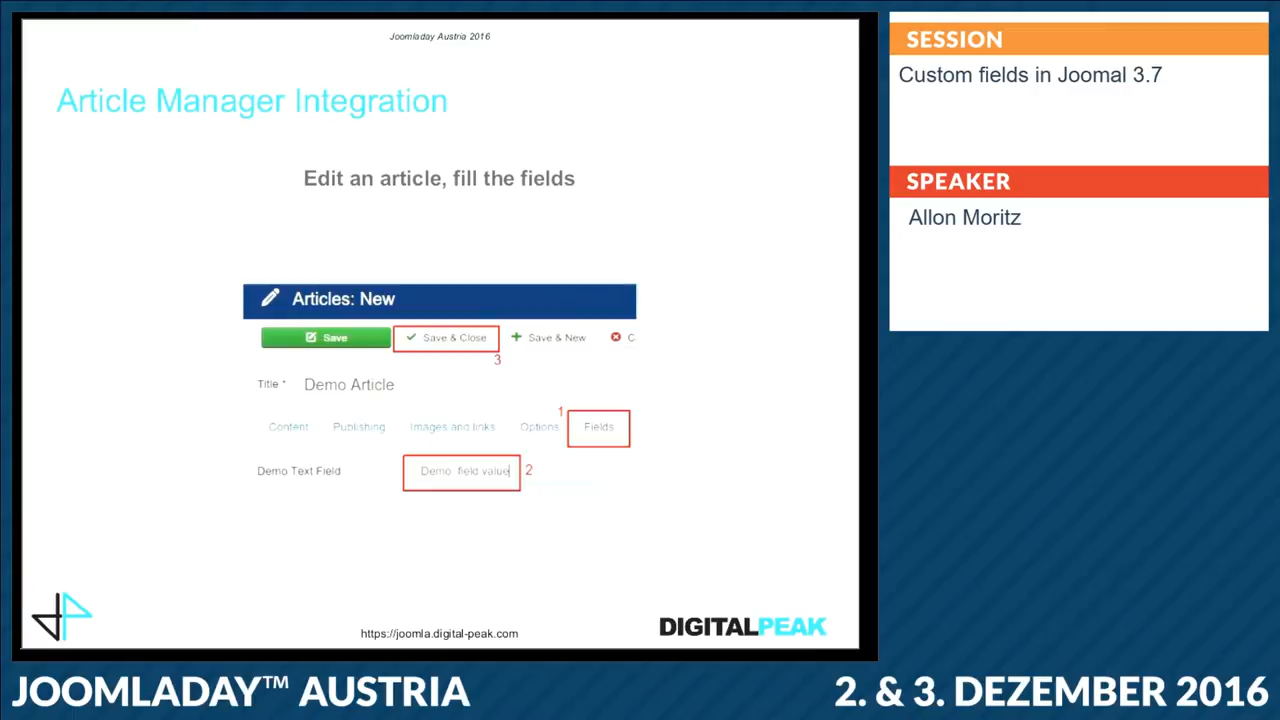 Joomladay Austria 2016
Article Manager Integration
Edit an article, fill the fields
Articles: New
Save
Save & Close
Save & New
C
3
Title *
Demo Article
1
Content
Publishing
Images and links
Options
Fields
Demo Text Field
Demo field value
2
https://joomla.digital-peak.com
DIGITALPEAK
SESSION
Custom fields in Joomal 3.7
SPEAKER
Allon Moritz
JOOMLADAY™ AUSTRIA
2. & 3. DEZEMBER 2016